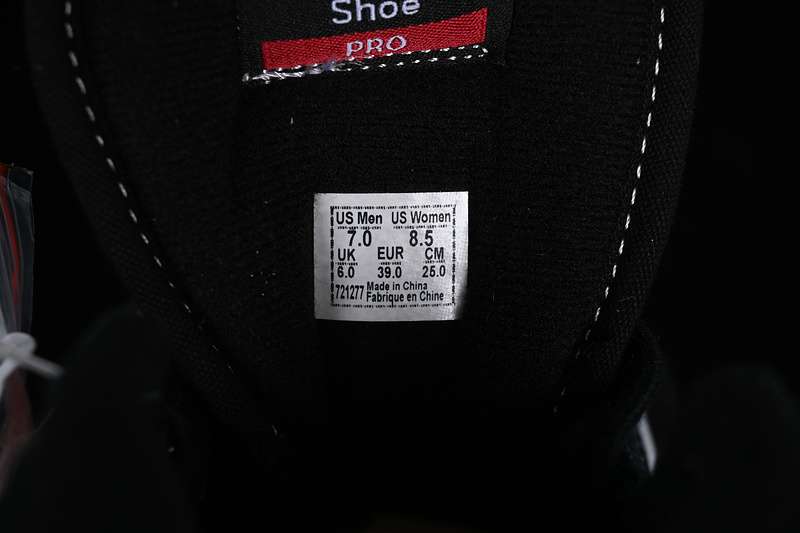 Shoe
PRO
US Men US Women
7.0 8.5
UK EUR CM
6.0 39.0 25.0
721277 Made in China
Fabrique en Chine